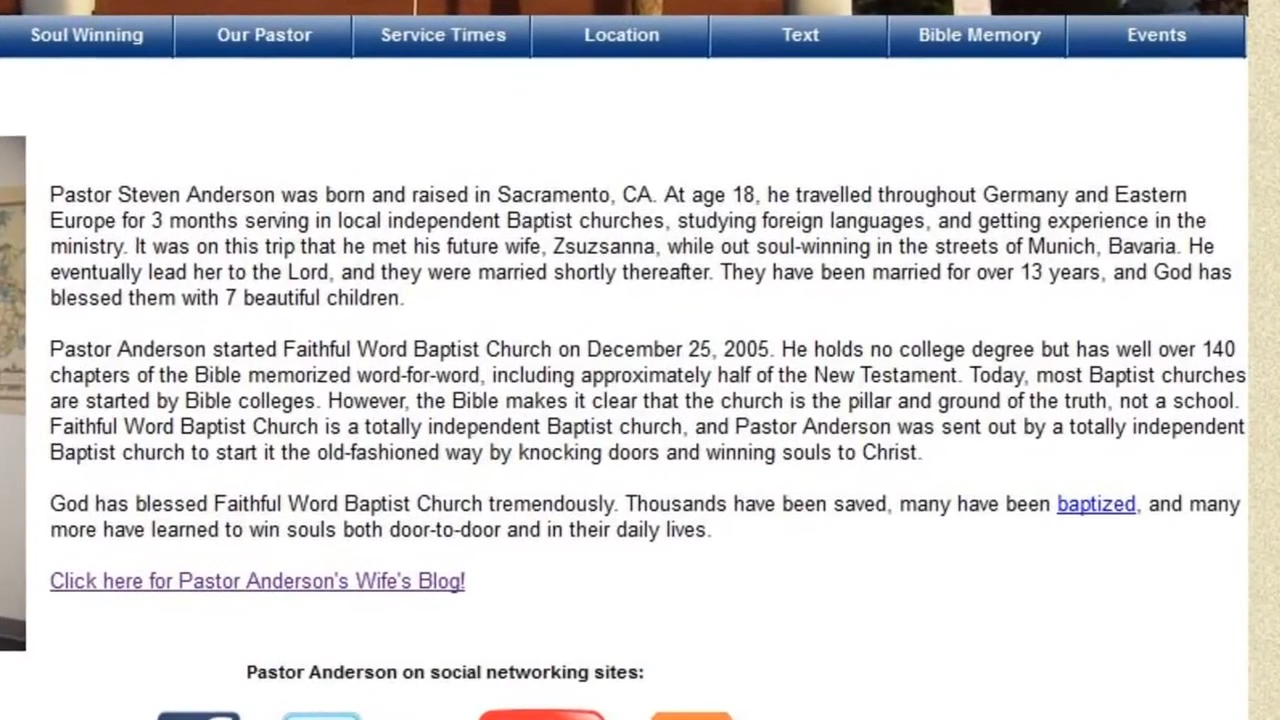 Soul Winning Our Pastor Service Times Location Text Bible Memory Events
Pastor Steven Anderson was born and raised in Sacramento, CA. At age 18, he travelled throughout Germany and Eastern
Europe for 3 months serving in local independent Baptist churches, studying foreign languages, and getting experience in the
ministry. It was on this trip that he met his future wife, Zsuzsanna, while out soul-winning in the streets of Munich, Bavaria. He
eventually lead her to the Lord, and they were married shortly thereafter. They have been married for over 13 years, and God has
blessed them with 7 beautiful children.
Pastor Anderson started Faithful Word Baptist Church on December 25, 2005. He holds no college degree but has well over 140
chapters of the Bible memorized word-for-word, including approximately half of the New Testament. Today, most Baptist churches
are started by Bible colleges. However, the Bible makes it clear that the church is the pillar and ground of the truth, not a school.
Faithful Word Baptist Church is a totally independent Baptist church, and Pastor Anderson was sent out by a totally independent
Baptist church to start it the old-fashioned way by knocking doors and winning souls to Christ.
God has blessed Faithful Word Baptist Church tremendously. Thousands have been saved, many have been baptized, and many
more have learned to win souls both door-to-door and in their daily lives.
Click here for Pastor Anderson's Wife's Blog!
Pastor Anderson on social networking sites: